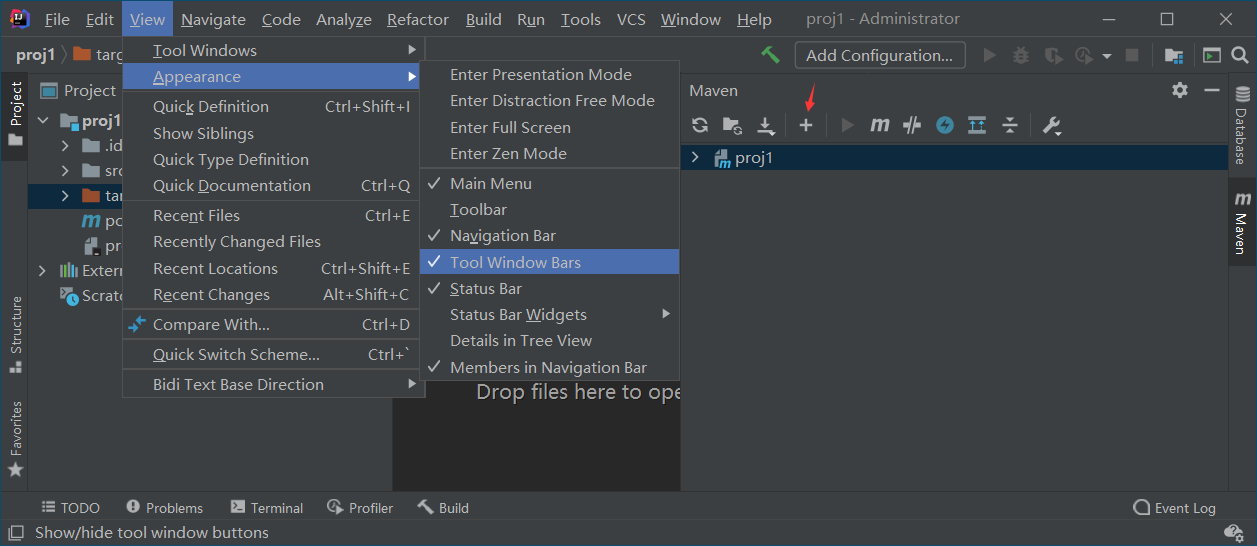 File Edit View Navigate Code Analyze Refactor Build Run Tools VCS Window Help proj1 - Administrator
proj1 targ Add Configuration...
Project
Project
proj1
.id
src
tar
po
pr
Extern
Scratc
Structure
Favorites
Tool Windows
Appearance
Quick Definition Ctrl+Shift+I
Show Siblings
Quick Type Definition
Quick Documentation Ctrl+Q
Recent Files Ctrl+E
Recently Changed Files
Recent Locations Ctrl+Shift+E
Recent Changes Alt+Shift+C
Compare With... Ctrl+D
Quick Switch Scheme... Ctrl+`
Bidi Text Base Direction
Enter Presentation Mode
Enter Distraction Free Mode
Enter Full Screen
Enter Zen Mode
Main Menu
Toolbar
Navigation Bar
Tool Window Bars
Status Bar
Status Bar Widgets
Details in Tree View
Members in Navigation Bar
Drop files here to ope
Maven
m
proj1
Database
m
Maven
TODO Problems Terminal Profiler Build Event Log
Show/hide tool window buttons